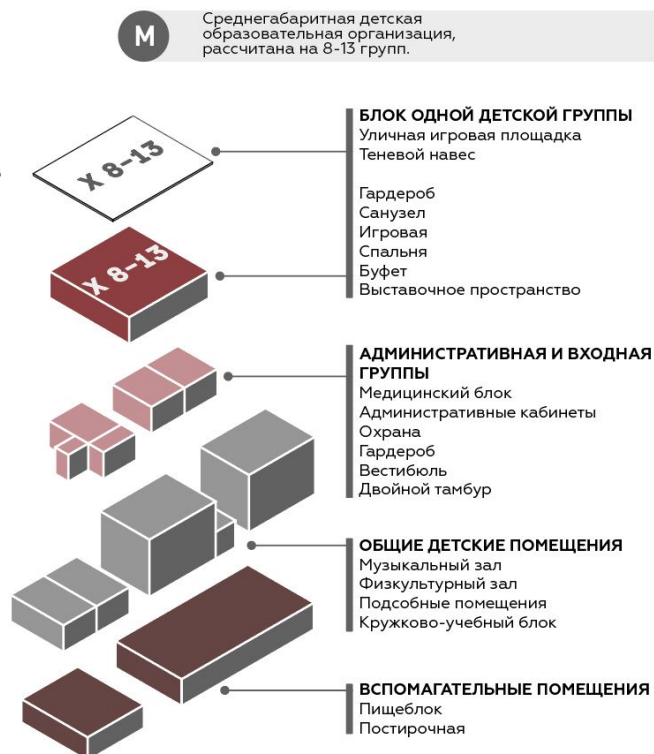 М
Среднегабаритная детская
образовательная организация,
рассчитана на 8-13 групп.
Х 8-13
Х 8-13
БЛОК ОДНОЙ ДЕТСКОЙ ГРУППЫ
Уличная игровая площадка
Теневой навес
Гардероб
Санузел
Игровая
Спальня
Буфет
Выставочное пространство
АДМИНИСТРАТИВНАЯ И ВХОДНАЯ
ГРУППЫ
Медицинский блок
Административные кабинеты
Охрана
Гардероб
Вестибюль
Двойной тамбур
ОБЩИЕ ДЕТСКИЕ ПОМЕЩЕНИЯ
Музыкальный зал
Физкультурный зал
Подсобные помещения
Кружково-учебный блок
ВСПОМАГАТЕЛЬНЫЕ ПОМЕЩЕНИЯ
Пищеблок
Постирочная